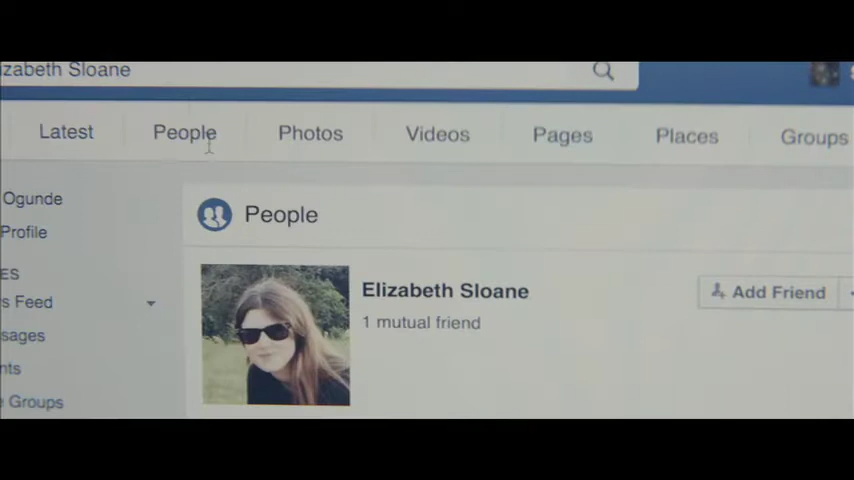 izabeth Sloane
Latest People Photos Videos Pages Places Groups
Ogunde
Profile
ES
s Feed
sages
nts
e Groups
People
Elizabeth Sloane
1 mutual friend
Add Friend